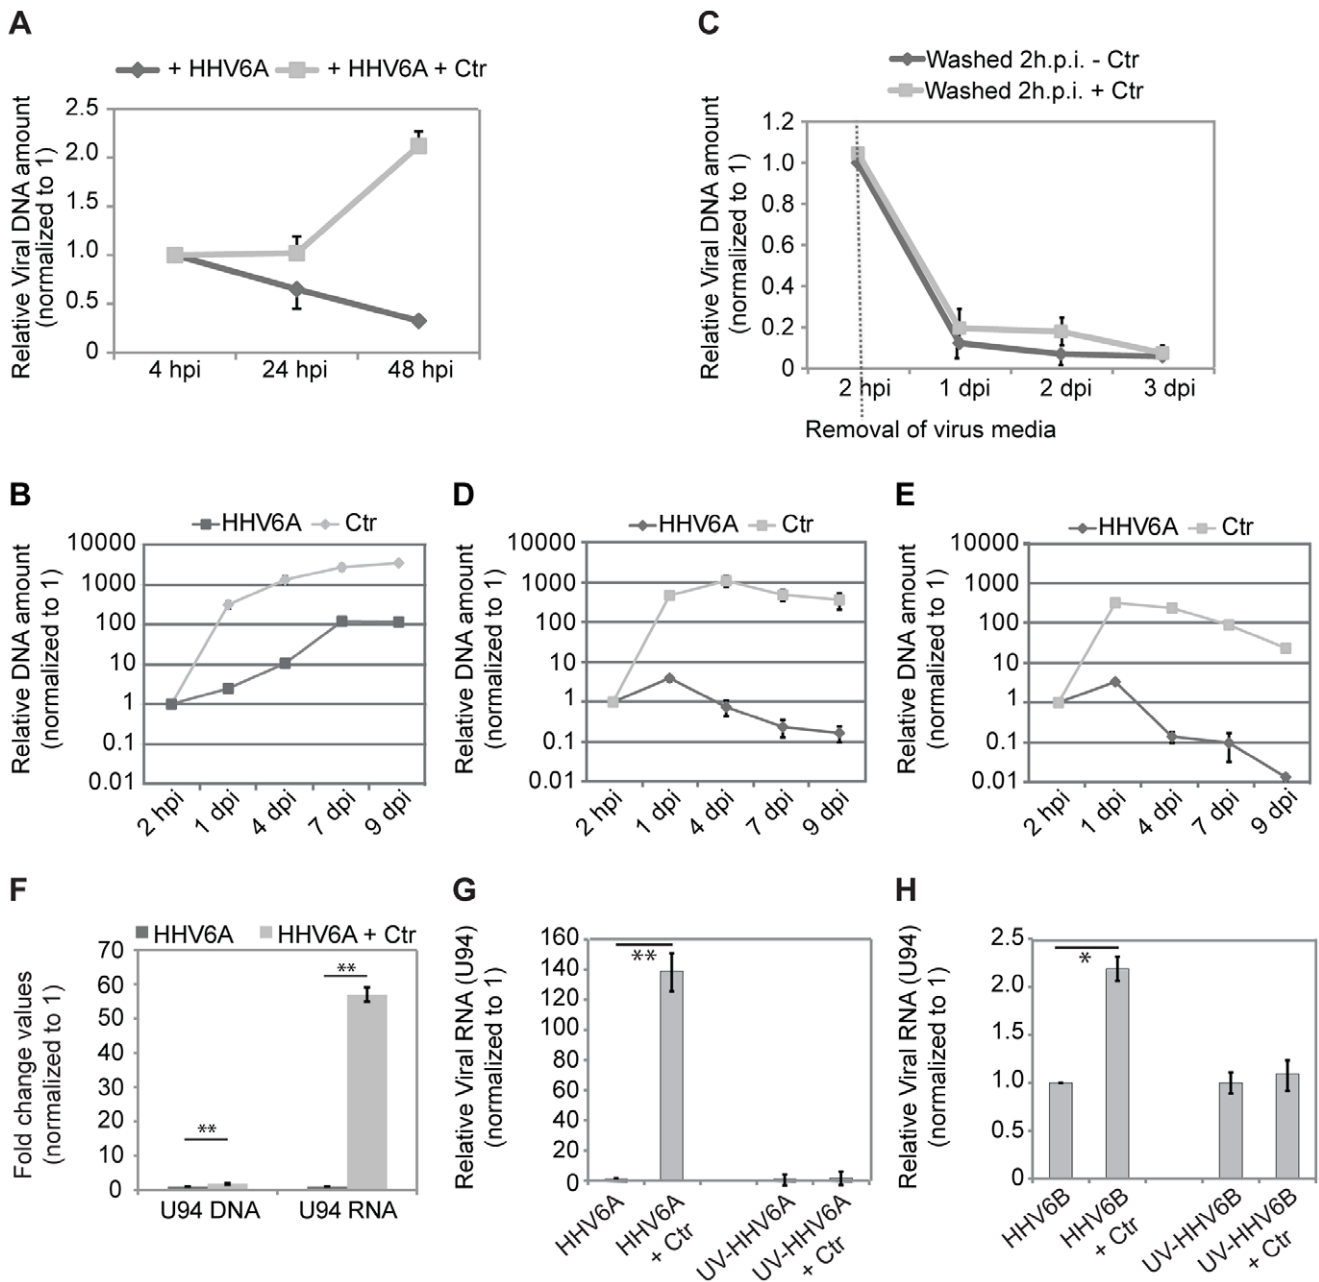 A
+ HHV6A
+ HHV6A + Ctr
Relative Viral DNA amount
(normalized to 1)
2.5
2.0
1.5
1.0
0.5
0
4 hpi
24 hpi
48 hpi
C
Washed 2h.p.i. - Ctr
Washed 2h.p.i. + Ctr
Relative Viral DNA amount
(normalized to 1)
1.2
1.0
0.8
0.6
0.4
0.2
0
2 hpi
1 dpi
2 dpi
3 dpi
Removal of virus media
B
HHV6A
Ctr
Relative DNA amount
(normalized to 1)
10000
1000
100
10
1
0.1
0.01
2 hpi
1 dpi
4 dpi
7 dpi
9 dpi
D
HHV6A
Ctr
Relative DNA amount
(normalized to 1)
10000
1000
100
10
1
0.1
0.01
2 hpi
1 dpi
4 dpi
7 dpi
9 dpi
E
HHV6A
Ctr
Relative DNA amount
(normalized to 1)
10000
1000
100
10
1
0.1
0.01
2 hpi
1 dpi
4 dpi
7 dpi
9 dpi
F
HHV6A
HHV6A + Ctr
Fold change values
(normalized to 1)
70
60
50
40
30
20
10
0
**
**
U94 DNA
U94 RNA
G
Relative Viral RNA (U94)
(normalized to 1)
160
140
120
100
80
60
40
20
0
**
HHV6A
HHV6A
+ Ctr
UV-HHV6A
UV-HHV6A
+ Ctr
H
Relative Viral RNA (U94)
(normalized to 1)
2.5
2.0
1.5
1.0
0.5
0
*
HHV6B
HHV6B
+ Ctr
UV-HHV6B
UV-HHV6B
+ Ctr